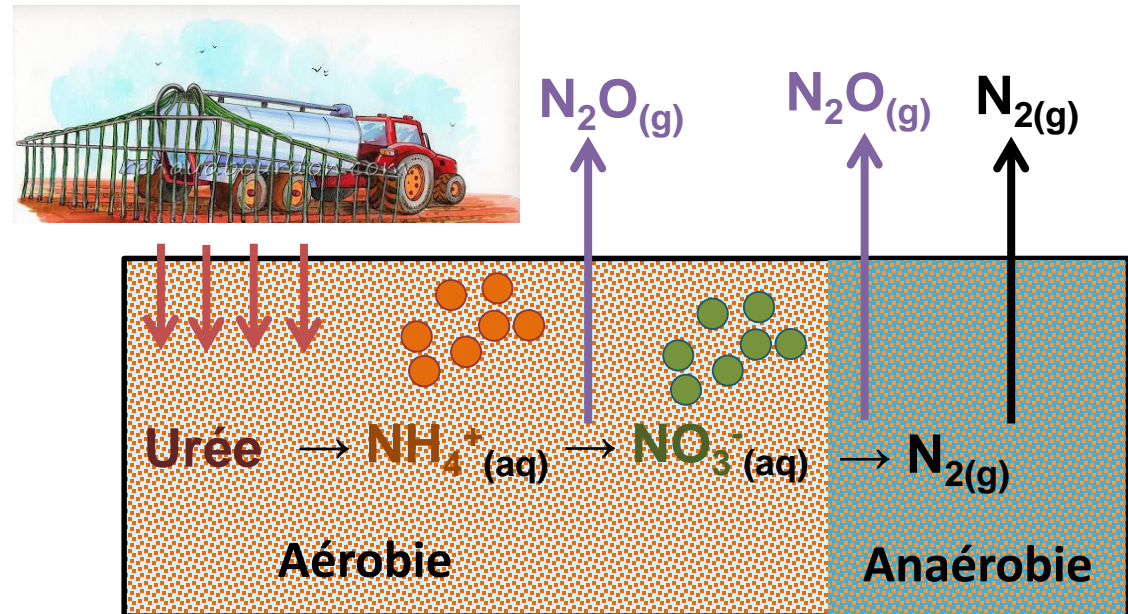 N₂O(g) N₂O(g) N₂(g)
Urée → NH₄⁺(aq) → NO₃⁻(aq) → N₂(g)
Aérobie Anaérobie